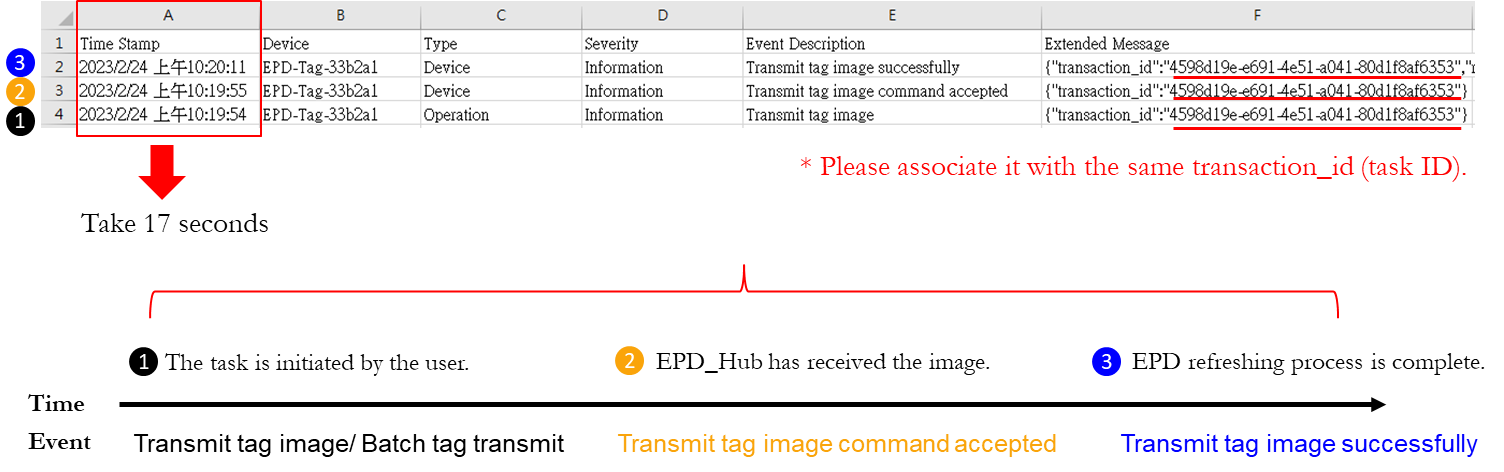 A B C D E F
1 Time Stamp Device Type Severity Event Description Extended Message
3 2 2023/2/24 上午10:20:11 EPD-Tag-33b2a1 Device Information Transmit tag image successfully {"transaction_id":"4598d19e-e691-4e51-a041-80d1f8af6353","r
2 3 2023/2/24 上午10:19:55 EPD-Tag-33b2a1 Device Information Transmit tag image command accepted {"transaction_id":"4598d19e-e691-4e51-a041-80d1f8af6353"}
1 4 2023/2/24 上午10:19:54 EPD-Tag-33b2a1 Operation Information Transmit tag image {"transaction_id":"4598d19e-e691-4e51-a041-80d1f8af6353"}
* Please associate it with the same transaction_id (task ID).
Take 17 seconds
1 The task is initiated by the user. 2 EPD_Hub has received the image. 3 EPD refreshing process is complete.
Time
Event Transmit tag image/ Batch tag transmit Transmit tag image command accepted Transmit tag image successfully